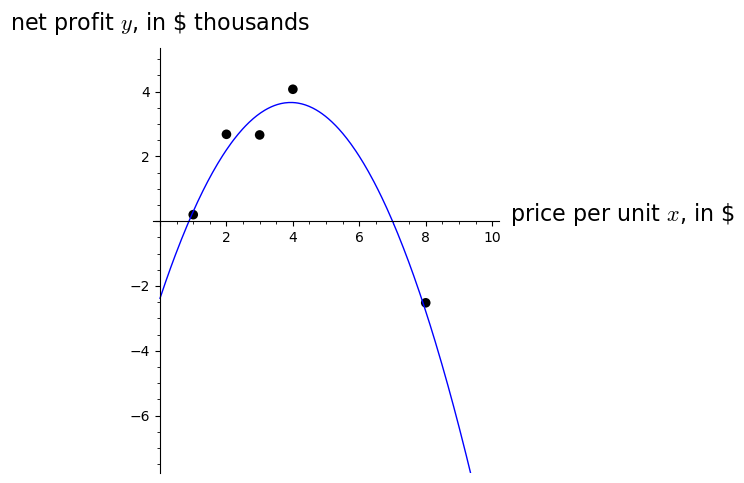 net profit y, in $ thousands
4
2
price per unit x, in $
2 4 6 8 10
−2
−4
−6